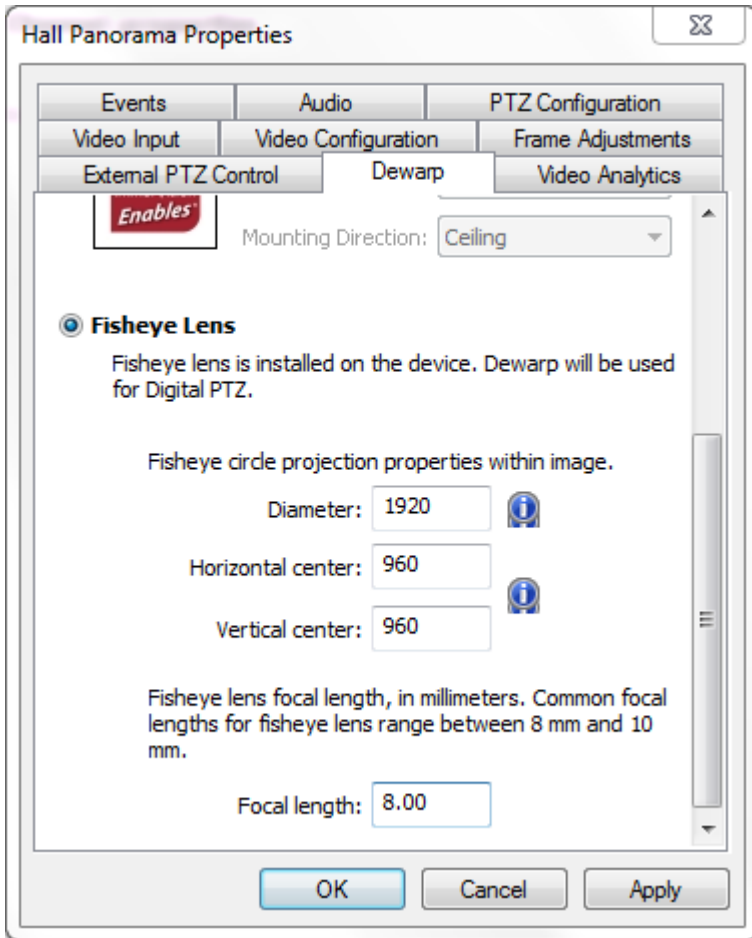 Hall Panorama Properties
Events Audio PTZ Configuration
Video Input Video Configuration Frame Adjustments
External PTZ Control Dewarp Video Analytics
Enables
Mounting Direction: Ceiling
Fisheye Lens
Fisheye lens is installed on the device. Dewarp will be used
for Digital PTZ.
Fisheye circle projection properties within image.
Diameter: 1920
Horizontal center: 960
Vertical center: 960
Fisheye lens focal length, in millimeters. Common focal
lengths for fisheye lens range between 8 mm and 10
mm.
Focal length: 8.00
OK Cancel Apply